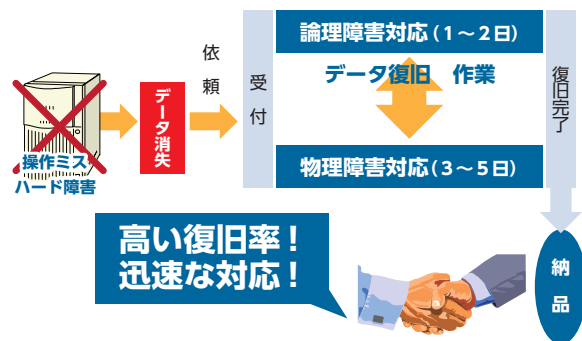 操作ミス
ハード障害
データ消失
依頼
受付
論理障害対応(1~2日)
データ復旧 作業
物理障害対応(3~5日)
復旧完了
納品
高い復旧率!
迅速な対応!